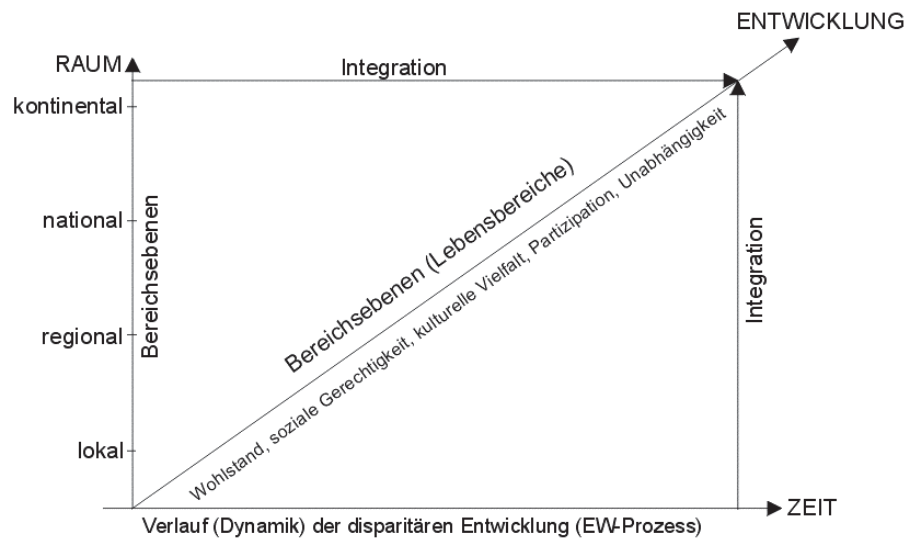 ENTWICKLUNG
RAUM
Integration
kontinental
national
regional
lokal
Bereichsebenen
Bereichsebenen (Lebensbereiche)
Wohlstand, soziale Gerechtigkeit, kulturelle Vielfalt, Partizipation, Unabhängigkeit
Integration
ZEIT
Verlauf (Dynamik) der disparitären Entwicklung (EW-Prozess)